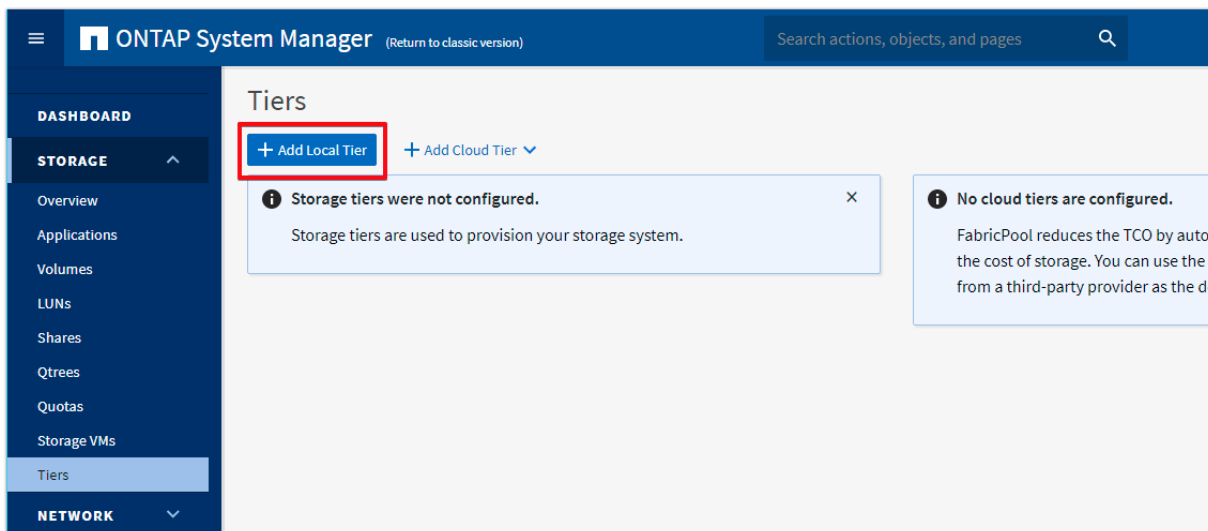 ONTAP System Manager (Return to classic version)
Search actions, objects, and pages
DASHBOARD
STORAGE
Overview
Applications
Volumes
LUNs
Shares
Qtrees
Quotas
Storage VMs
Tiers
NETWORK
Tiers
+ Add Local Tier
+ Add Cloud Tier
Storage tiers were not configured.
Storage tiers are used to provision your storage system.
No cloud tiers are configured.
FabricPool reduces the TCO by auto
the cost of storage. You can use the
from a third-party provider as the d